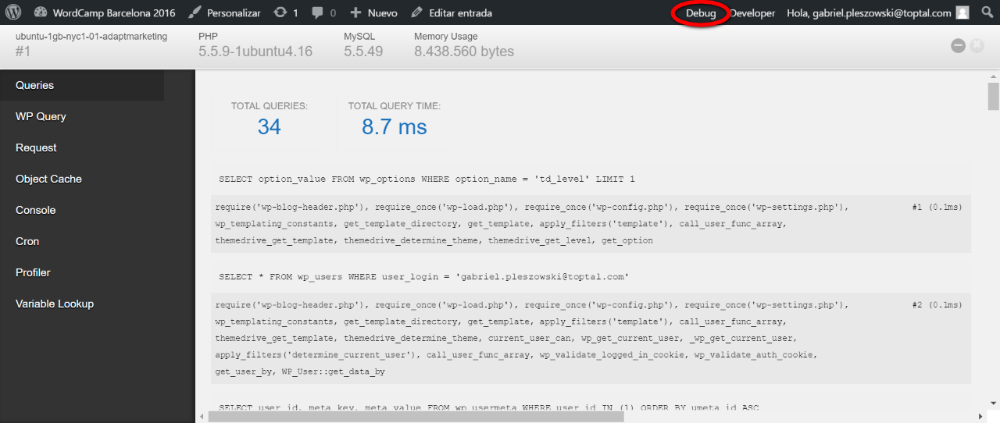 WordCamp Barcelona 2016 Personalizar 1 0 Nuevo Editar entrada Debug Developer Hola, gabriel.pleszowski@toptal.com
ubuntu-1gb-nyc1-01-adaptmarketing PHP MySQL Memory Usage
#1 5.5.9-1ubuntu4.16 5.5.49 8.438.560 bytes
Queries
WP Query
Request
Object Cache
Console
Cron
Profiler
Variable Lookup
TOTAL QUERIES: TOTAL QUERY TIME:
34 8.7 ms
SELECT option_value FROM wp_options WHERE option_name = 'td_level' LIMIT 1
require('wp-blog-header.php'), require_once('wp-load.php'), require_once('wp-config.php'), require_once('wp-settings.php'), #1 (0.1ms)
wp_templating_constants, get_template_directory, get_template, apply_filters('template'), call_user_func_array,
themedrive_get_template, themedrive_determine_theme, themedrive_get_level, get_option
SELECT * FROM wp_users WHERE user_login = 'gabriel.pleszowski@toptal.com'
require('wp-blog-header.php'), require_once('wp-load.php'), require_once('wp-config.php'), require_once('wp-settings.php'), #2 (0.1ms)
wp_templating_constants, get_template_directory, get_template, apply_filters('template'), call_user_func_array,
themedrive_get_template, themedrive_determine_theme, current_user_can, wp_get_current_user, _wp_get_current_user,
apply_filters('determine_current_user'), call_user_func_array, wp_validate_logged_in_cookie, wp_validate_auth_cookie,
get_user_by, WP_User::get_data_by
SELECT user_id, meta_key, meta_value FROM wp_usermeta WHERE user_id IN (1) ORDER BY umeta_id ASC